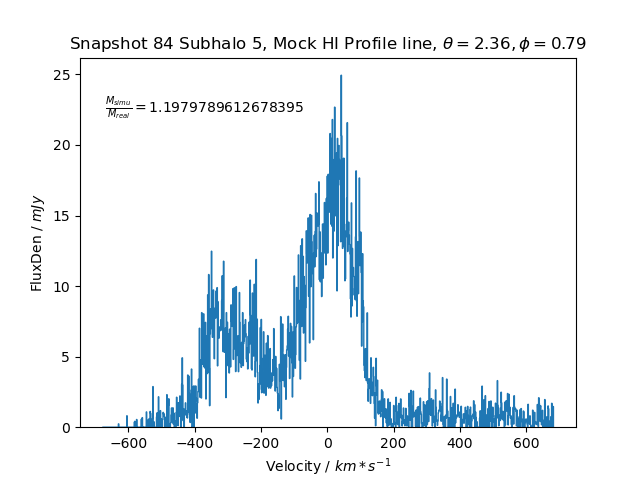 Snapshot 84 Subhalo 5, Mock HI Profile line, θ = 2.36, ϕ = 0.79
M_simu / M_real = 1.1979789612678395
FluxDen / mJy
25
20
15
10
5
0
−600 −400 −200 0 200 400 600
Velocity / km * s⁻¹